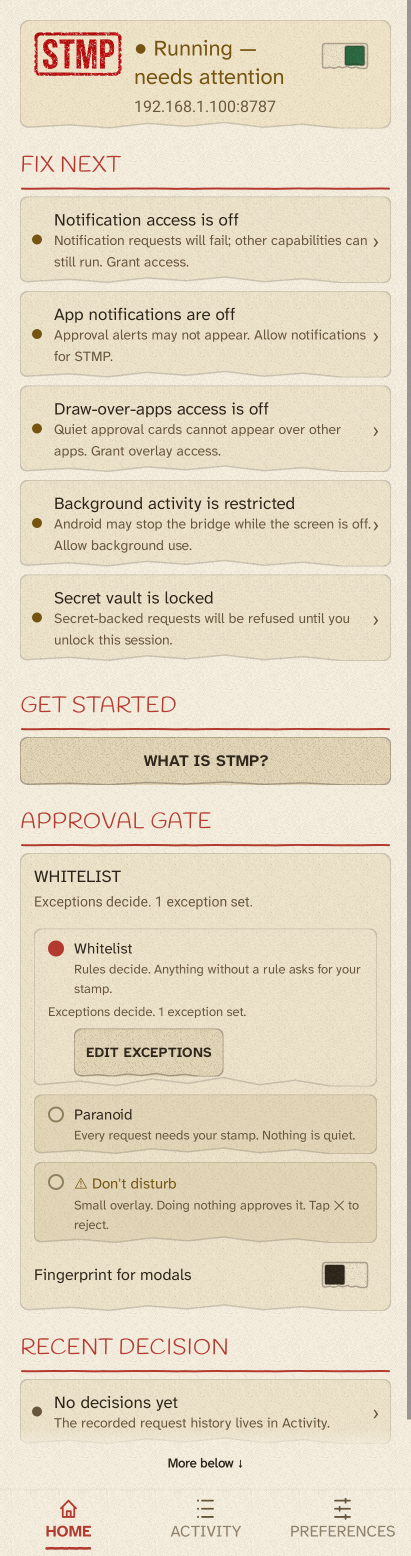 STMP
● Running —
needs attention
192.168.1.100:8787
FIX NEXT
Notification access is off
Notification requests will fail; other capabilities can
still run. Grant access.
›
App notifications are off
Approval alerts may not appear. Allow notifications
for STMP.
›
Draw-over-apps access is off
Quiet approval cards cannot appear over other
apps. Grant overlay access.
›
Background activity is restricted
Android may stop the bridge while the screen is off.
Allow background use.
›
Secret vault is locked
Secret-backed requests will be refused until you
unlock this session.
›
GET STARTED
WHAT IS STMP?
APPROVAL GATE
WHITELIST
Exceptions decide. 1 exception set.
Whitelist
Rules decide. Anything without a rule asks for your
stamp.
Exceptions decide. 1 exception set.
EDIT EXCEPTIONS
Paranoid
Every request needs your stamp. Nothing is quiet.
⚠ Don't disturb
Small overlay. Doing nothing approves it. Tap ✕ to
reject.
Fingerprint for modals
RECENT DECISION
No decisions yet
The recorded request history lives in Activity.
›
More below ↓
HOME
ACTIVITY
PREFERENCES